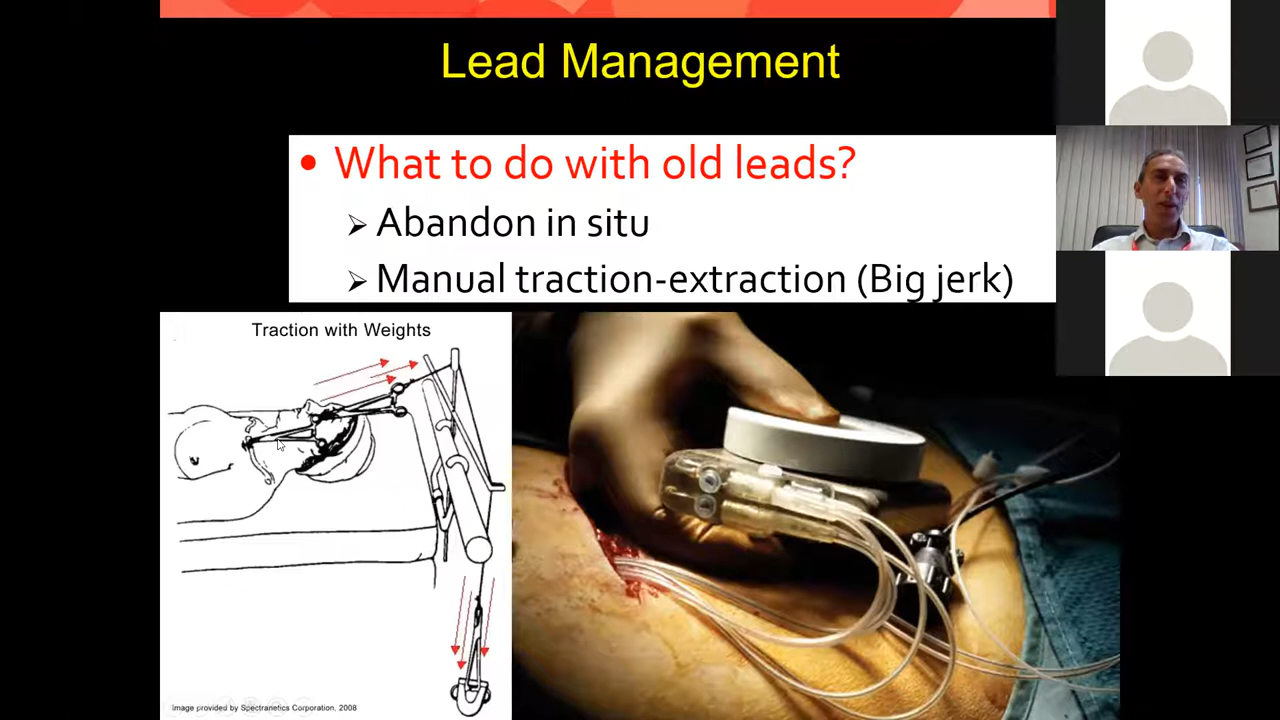 Lead Management
• What to do with old leads?
➢ Abandon in situ
➢ Manual traction-extraction (Big jerk)
Traction with Weights
Image provided by Spectranetics Corporation, 2008